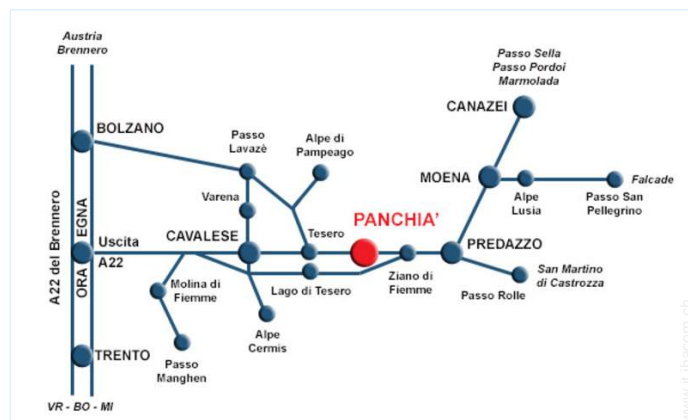 Austria
Brennero
Passo Sella
Passo Pordoi
Marmolada
CANAZEI
BOLZANO
Passo
Lavazè
Alpe di
Pampeago
MOENA
Alpe
Lusia
Passo San
Pellegrino
Falcade
Varena
PANCHIA'
A22 del Brennero
ORA EGNA
Uscita
A22
CAVALESE
Tesero
PREDAZZO
Ziano di
Fiemme
Molina di
Fiemme
Lago di Tesero
San Martino
di Castrozza
Passo Rolle
Alpe
Cermis
TRENTO
Passo
Manghen
VR - BO - MI